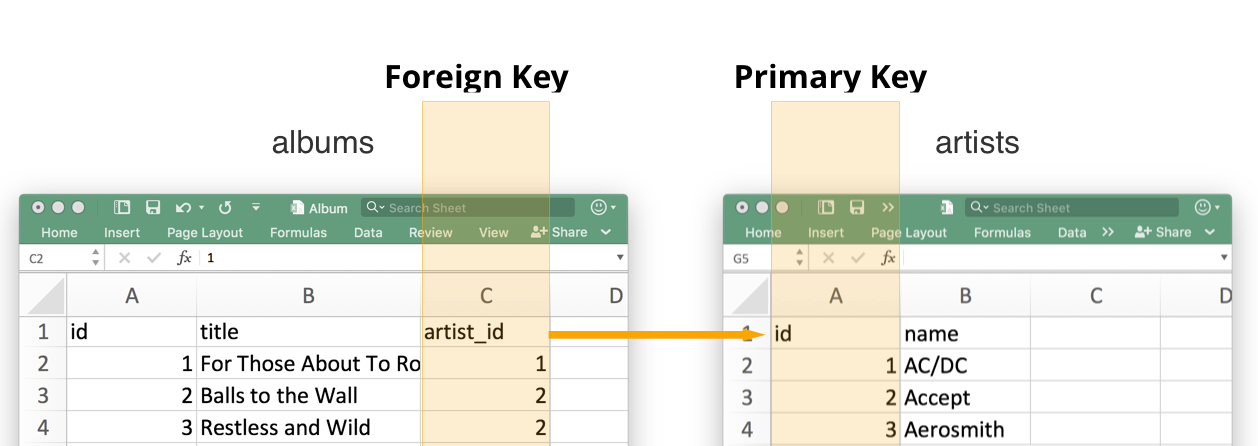 Foreign Key Primary Key
albums artists
Album Search Sheet
Home Insert Page Layout Formulas Data Review View Share
C2 fx 1
A B C D
1 id title artist_id
2 1 For Those About To Ro 1
3 2 Balls to the Wall 2
4 3 Restless and Wild 2
Search Sheet
Home Insert Page Layout Formulas Data Share
G5 fx
A B C D
1 id name
2 1 AC/DC
3 2 Accept
4 3 Aerosmith